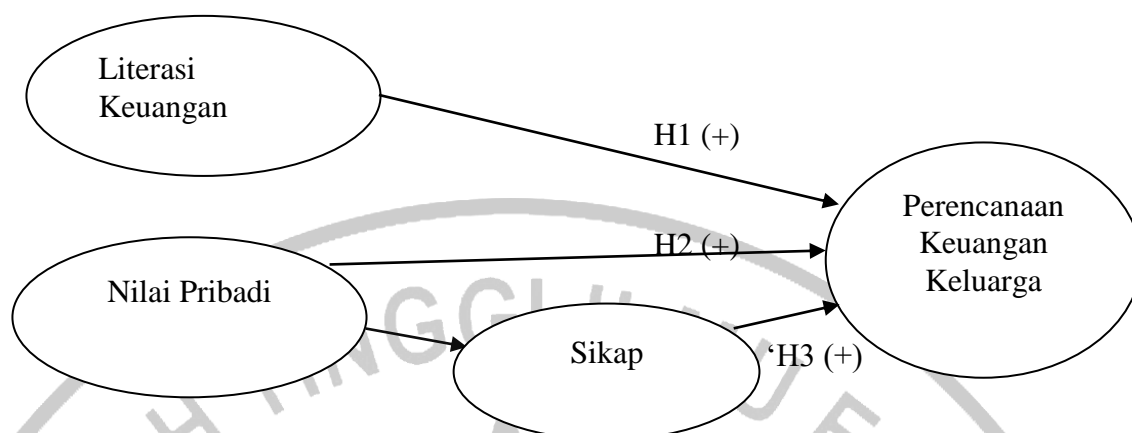 Literasi
Keuangan
H1 (+)
Perencanaan
Keuangan
Keluarga
H2 (+)
Nilai Pribadi
Sikap
‘H3 (+)